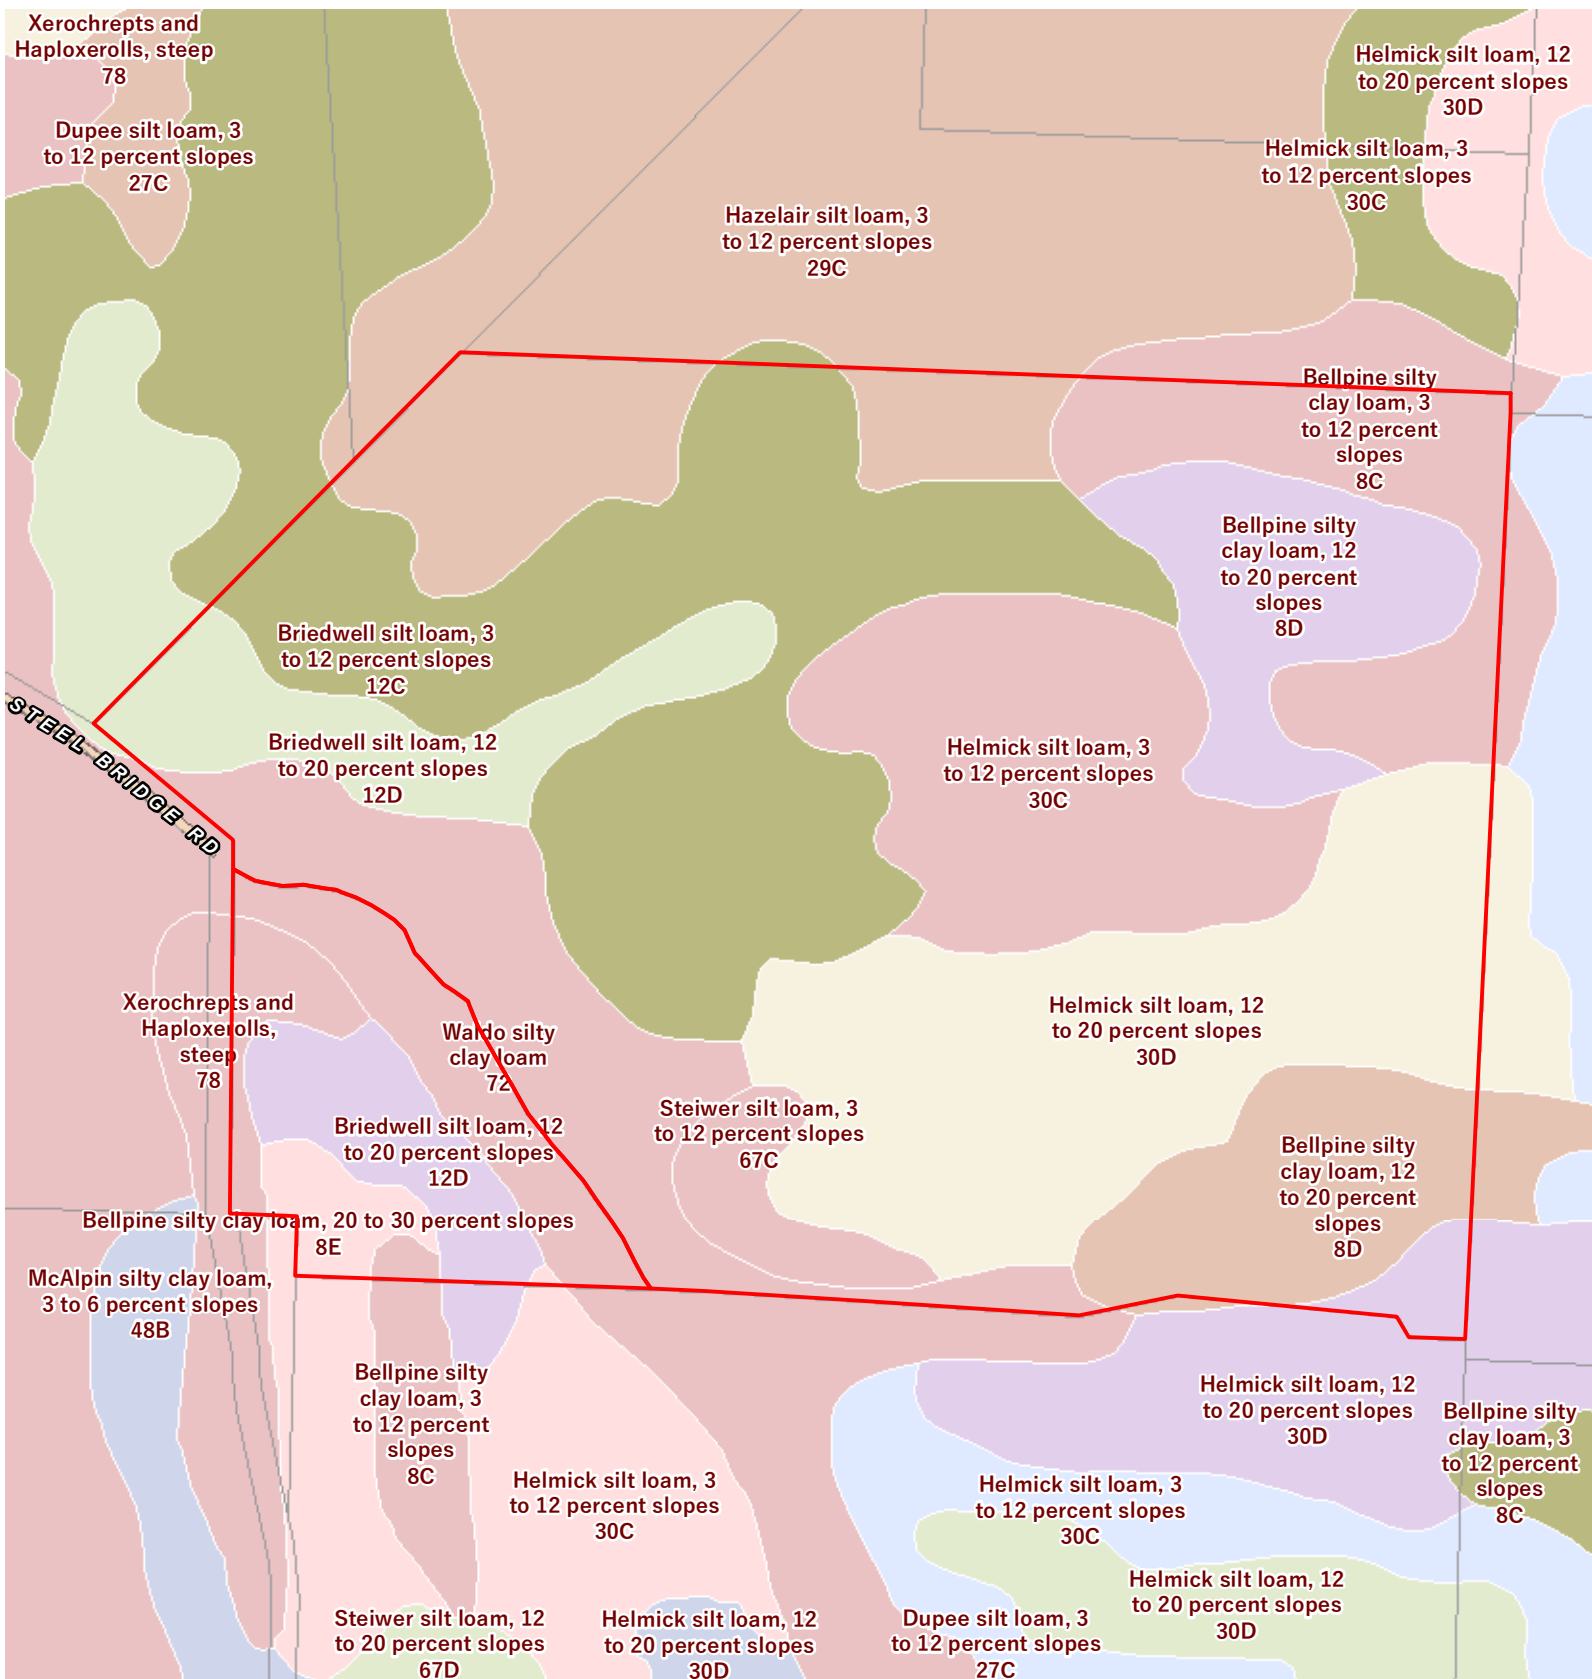 Xerochrepts and
Haploxerolls, steep
78
Helmick silt loam, 12
to 20 percent slopes
30D
Dupee silt loam, 3
to 12 percent slopes
27C
Helmick silt loam, 3
to 12 percent slopes
30C
Hazelair silt loam, 3
to 12 percent slopes
29C
Bellpine silty
clay loam, 3
to 12 percent
slopes
8C
Bellpine silty
clay loam, 12
to 20 percent
slopes
8D
Briedwell silt loam, 3
to 12 percent slopes
12C
STEEL BRIDGE RD
Briedwell silt loam, 12
to 20 percent slopes
12D
Helmick silt loam, 3
to 12 percent slopes
30C
Xerochrepts and
Haploxerolls,
steep
78
Waldo silty
clay loam
72
Helmick silt loam, 12
to 20 percent slopes
30D
Steiwer silt loam, 3
to 12 percent slopes
67C
Briedwell silt loam, 12
to 20 percent slopes
12D
Bellpine silty
clay loam, 12
to 20 percent
slopes
8D
Bellpine silty clay loam, 20 to 30 percent slopes
8E
McAlpin silty clay loam,
3 to 6 percent slopes
48B
Bellpine silty
clay loam, 3
to 12 percent
slopes
8C
Helmick silt loam, 12
to 20 percent slopes
30D
Bellpine silty
clay loam, 3
to 12 percent
slopes
8C
Helmick silt loam, 3
to 12 percent slopes
30C
Helmick silt loam, 3
to 12 percent slopes
30C
Helmick silt loam, 12
to 20 percent slopes
30D
Steiwer silt loam, 12
to 20 percent slopes
67D
Helmick silt loam, 12
to 20 percent slopes
30D
Dupee silt loam, 3
to 12 percent slopes
27C